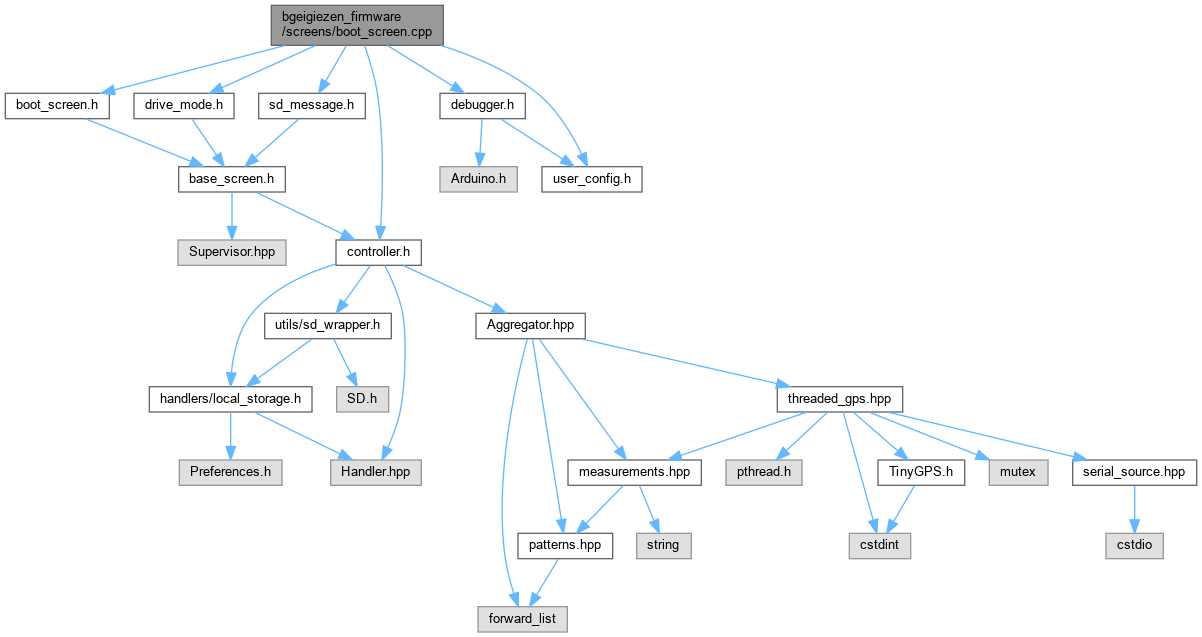 bgeigiezen_firmware
/screens/boot_screen.cpp
boot_screen.h
drive_mode.h
sd_message.h
debugger.h
base_screen.h
Arduino.h
user_config.h
Supervisor.hpp
controller.h
utils/sd_wrapper.h
Aggregator.hpp
handlers/local_storage.h
SD.h
threaded_gps.hpp
Preferences.h
Handler.hpp
measurements.hpp
pthread.h
TinyGPS.h
mutex
serial_source.hpp
patterns.hpp
string
cstdint
cstdio
forward_list